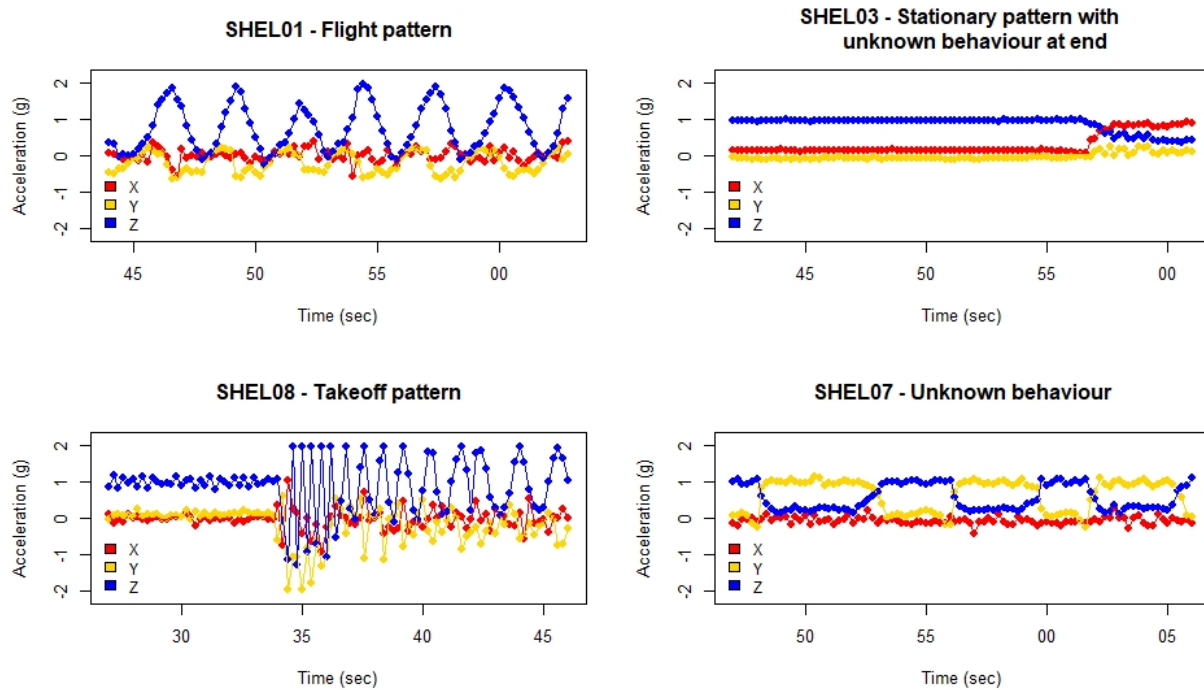 SHEL01 - Flight pattern
Acceleration (g)
2
1
0
-1
-2
X
Y
Z
45
50
55
00
Time (sec)
SHEL03 - Stationary pattern with
unknown behaviour at end
Acceleration (g)
2
1
0
-1
-2
X
Y
Z
45
50
55
00
Time (sec)
SHEL08 - Takeoff pattern
Acceleration (g)
2
1
0
-1
-2
X
Y
Z
30
35
40
45
Time (sec)
SHEL07 - Unknown behaviour
Acceleration (g)
2
1
0
-1
-2
X
Y
Z
50
55
00
05
Time (sec)